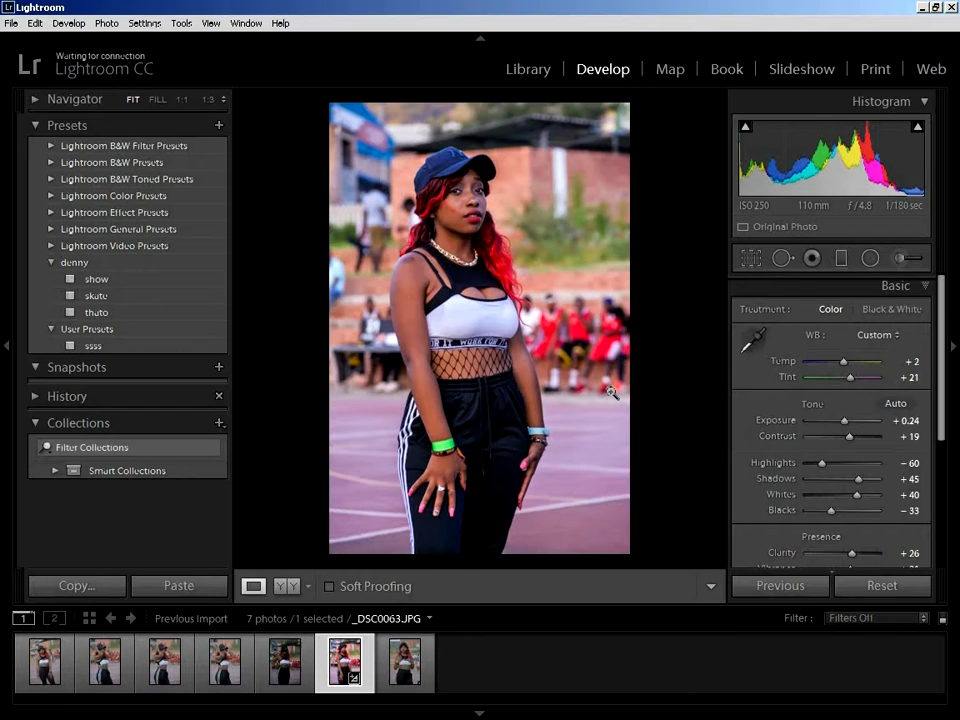 Lightroom
File Edit Develop Photo Settings Tools View Window Help
Lr
Waiting for connection
Lightroom CC
Library Develop Map Book Slideshow Print Web
Navigator FIT FILL 1:1 1:3
Presets
Lightroom B&W Filter Presets
Lightroom B&W Presets
Lightroom B&W Toned Presets
Lightroom Color Presets
Lightroom Effect Presets
Lightroom General Presets
Lightroom Video Presets
denny
show
skate
thato
User Presets
ssss
Snapshots
History
Collections
Filter Collections
Smart Collections
Copy... Paste
WORK FOR
Histogram
ISO 250 110 mm f / 4.8 1/180 sec
Original Photo
Basic
Treatment: Color Black & White
WB: Custom
Temp + 2
Tint + 21
Tone Auto
Exposure + 0.24
Contrast + 19
Highlights – 60
Shadows + 45
Whites + 40
Blacks – 33
Presence
Clarity + 26
Previous Reset
YY Soft Proofing
1 2 Previous Import 7 photos / 1 selected / _DSC0063.JPG Filter : Filters Off